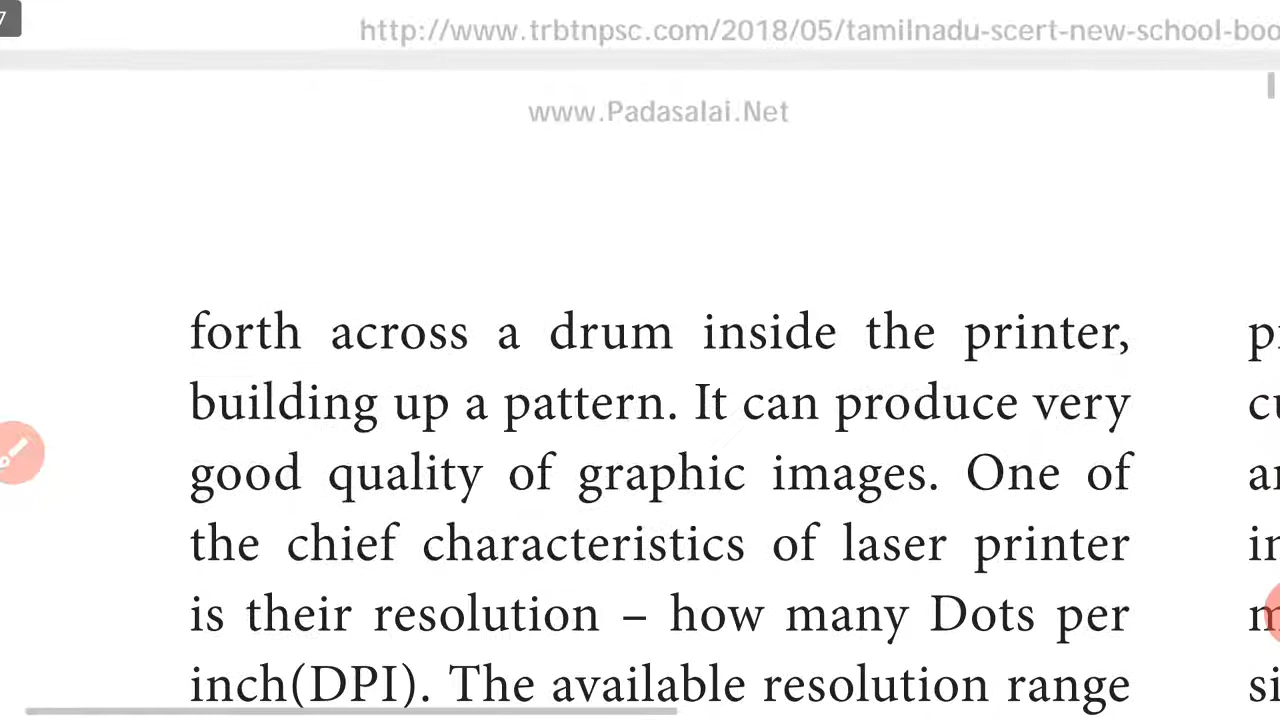 7
http://www.trbtnpsc.com/2018/05/tamilnadu-scert-new-school-boo
www.Padasalai.Net
forth across a drum inside the printer,
building up a pattern. It can produce very
good quality of graphic images. One of
the chief characteristics of laser printer
is their resolution – how many Dots per
inch(DPI). The available resolution range